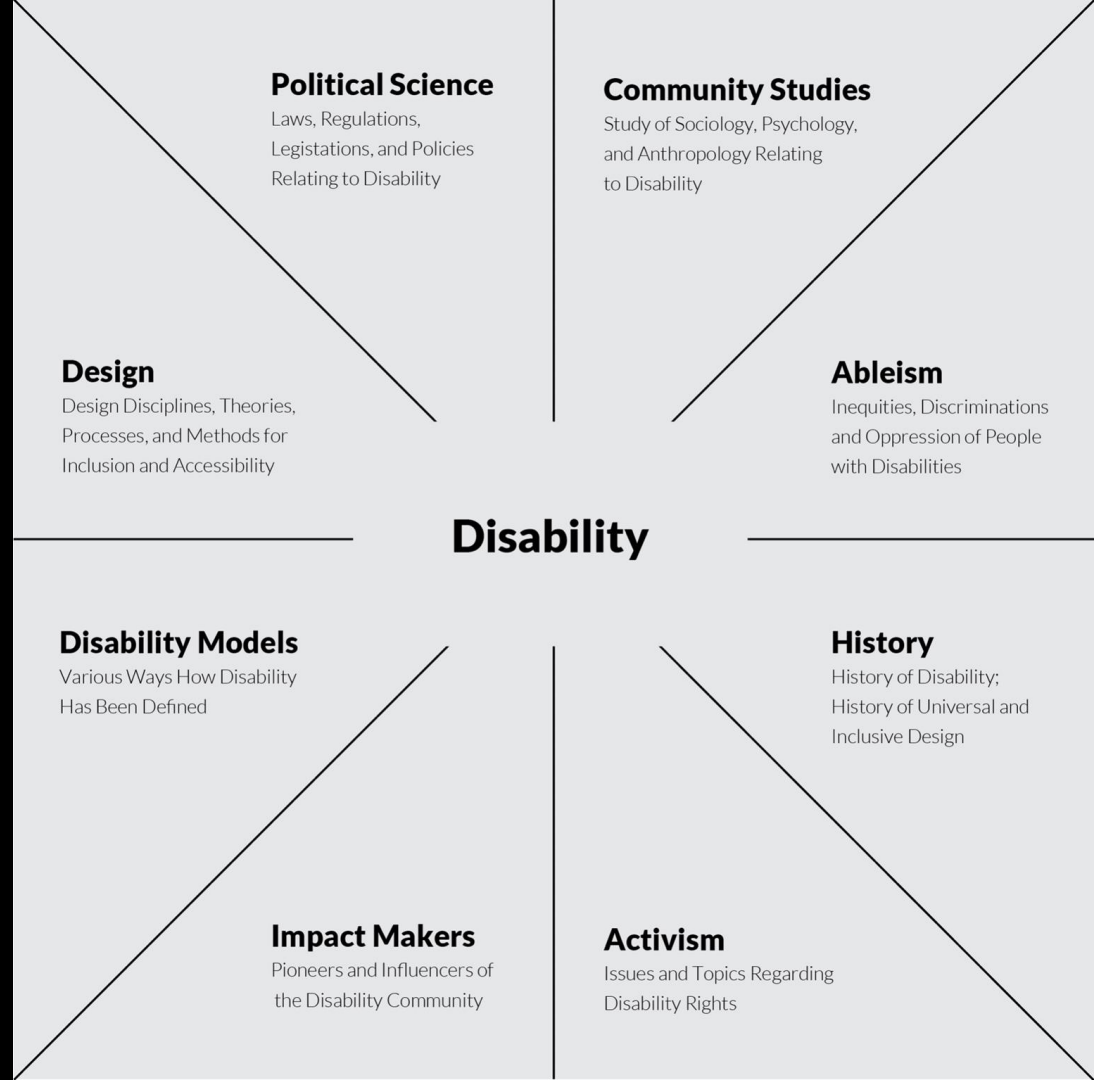 Political Science
Laws, Regulations,
Legistations, and Policies
Relating to Disability
Community Studies
Study of Sociology, Psychology,
and Anthropology Relating
to Disability
Design
Design Disciplines, Theories,
Processes, and Methods for
Inclusion and Accessibility
Ableism
Inequities, Discriminations
and Oppression of People
with Disabilities
Disability
Disability Models
Various Ways How Disability
Has Been Defined
History
History of Disability;
History of Universal and
Inclusive Design
Impact Makers
Pioneers and Influencers of
the Disability Community
Activism
Issues and Topics Regarding
Disability Rights